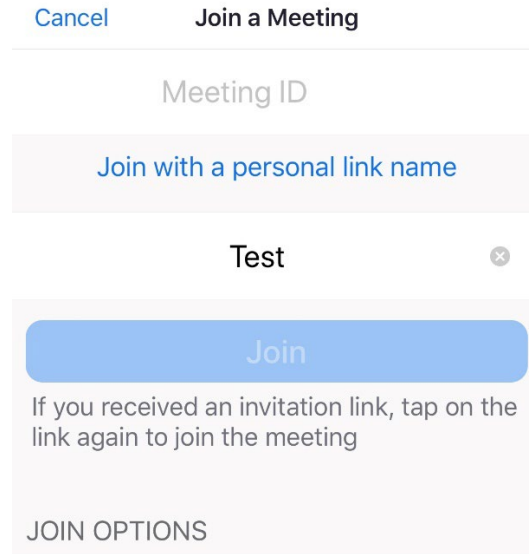 Cancel Join a Meeting
Meeting ID
Join with a personal link name
Test
Join
If you received an invitation link, tap on the
link again to join the meeting
JOIN OPTIONS